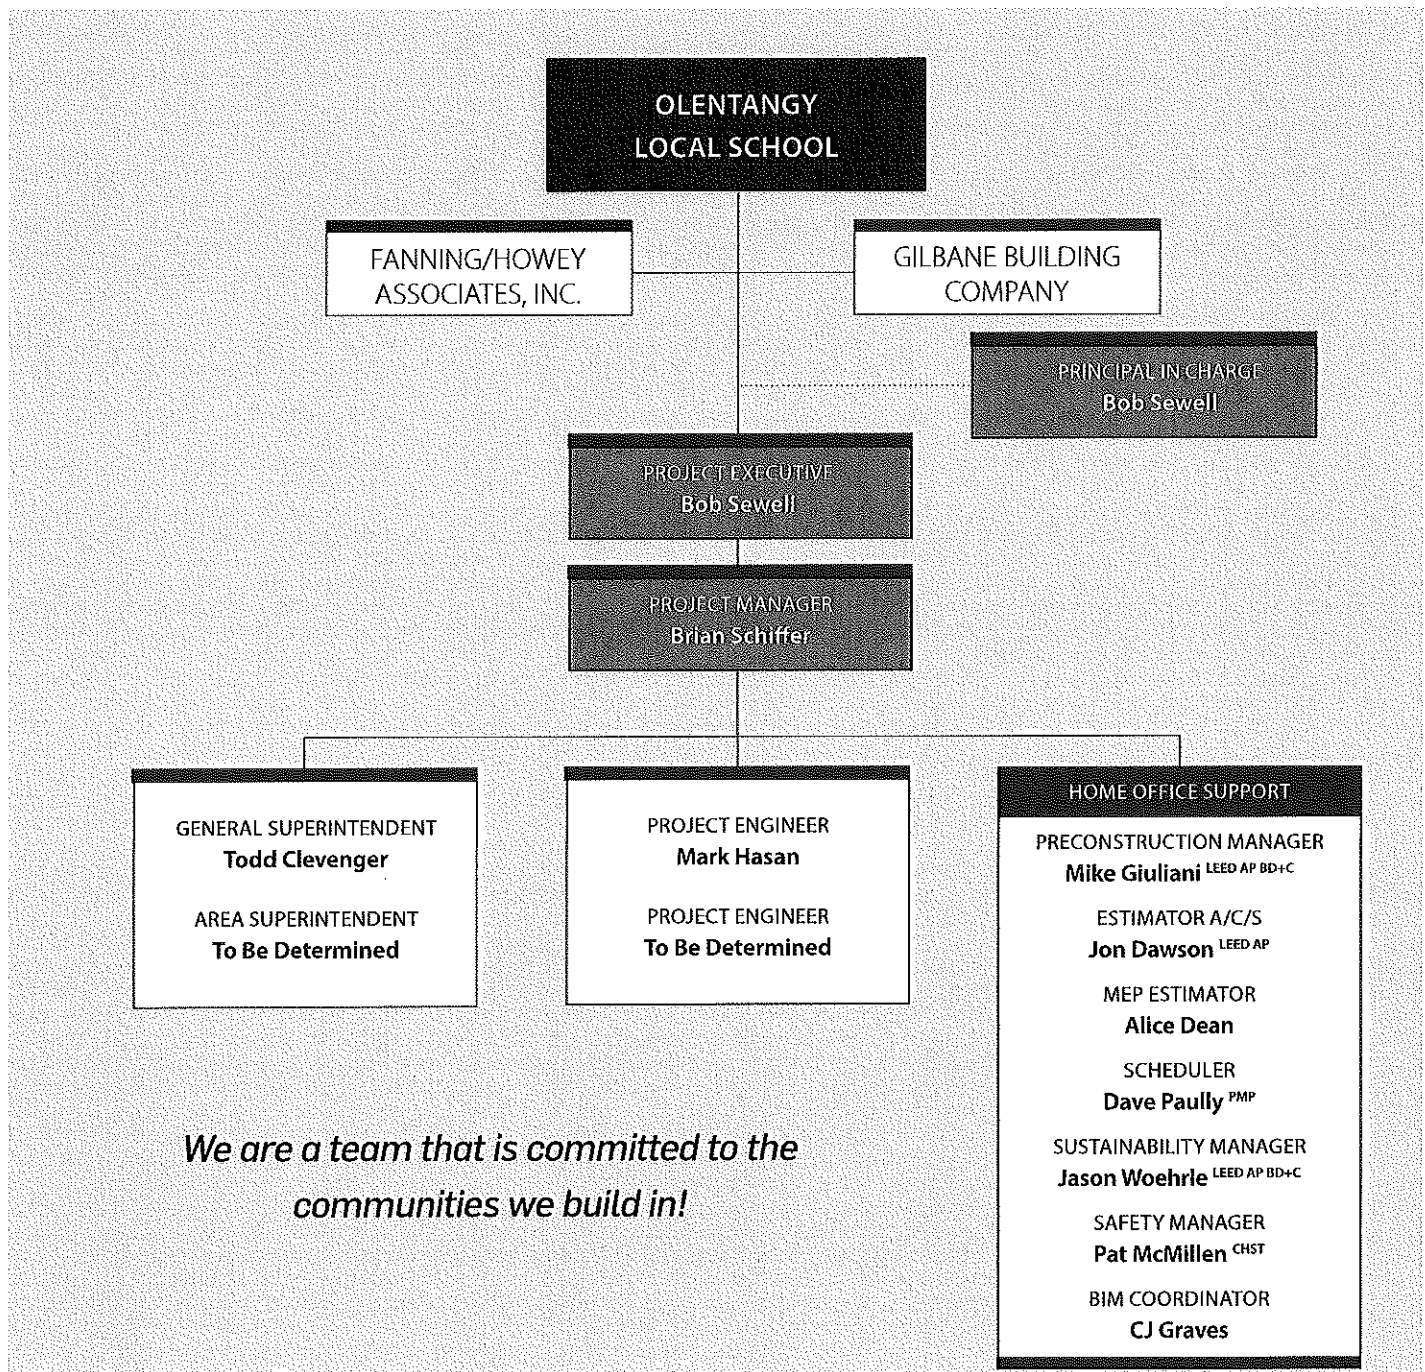 OLENTANGY
LOCAL SCHOOL
FANNING/HOWEY
ASSOCIATES, INC.
GILBANE BUILDING
COMPANY
PRINCIPAL IN CHARGE
Bob Sewell
PROJECT EXECUTIVE
Bob Sewell
PROJECT MANAGER
Brian Schiffer
GENERAL SUPERINTENDENT
Todd Clevenger
AREA SUPERINTENDENT
To Be Determined
PROJECT ENGINEER
Mark Hasan
PROJECT ENGINEER
To Be Determined
HOME OFFICE SUPPORT
PRECONSTRUCTION MANAGER
Mike Giuliani LEED AP BD+C
ESTIMATOR A/C/S
Jon Dawson LEED AP
MEP ESTIMATOR
Alice Dean
SCHEDULER
Dave Paully PMP
SUSTAINABILITY MANAGER
Jason Woehrle LEED AP BD+C
SAFETY MANAGER
Pat McMillen CHST
BIM COORDINATOR
CJ Graves
We are a team that is committed to the
communities we build in!